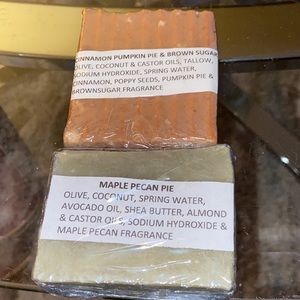 CINNAMON PUMPKIN PIE & BROWN SUGAR
OLIVE, COCONUT & CASTOR OILS, TALLOW,
SODIUM HYDROXIDE, SPRING WATER,
CINNAMON, POPPY SEEDS, PUMPKIN PIE &
BROWNSUGAR FRAGRANCE
MAPLE PECAN PIE
OLIVE, COCONUT, SPRING WATER,
AVOCADO OIL, SHEA BUTTER, ALMOND
& CASTOR OILS, SODIUM HYDROXIDE &
MAPLE PECAN FRAGRANCE